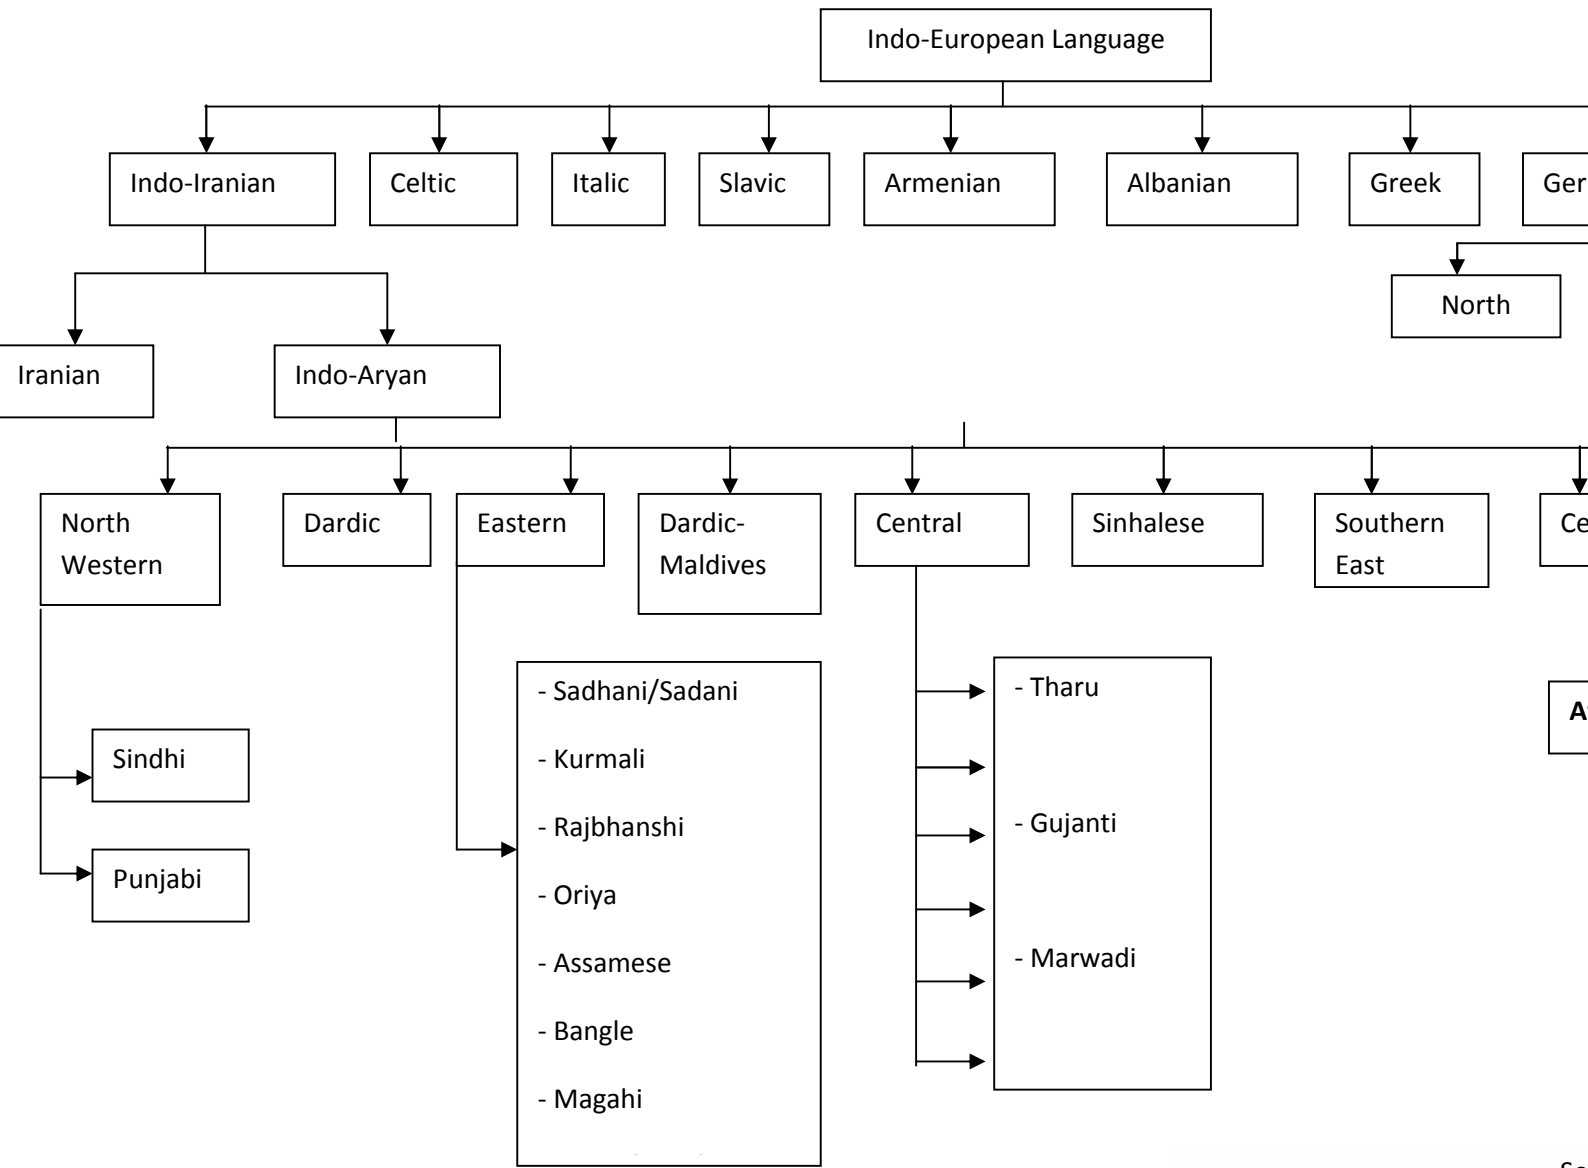 Indo-European Language
Indo-Iranian
Celtic
Italic
Slavic
Armenian
Albanian
Greek
Ger
North
Iranian
Indo-Aryan
North
Western
Dardic
Eastern
Dardic-
Maldives
Central
Sinhalese
Southern
East
Ce
Sindhi
Punjabi
- Sadhani/Sadani
- Kurmali
- Rajbhanshi
- Oriya
- Assamese
- Bangle
- Magahi
- Tharu
- Gujanti
- Marwadi